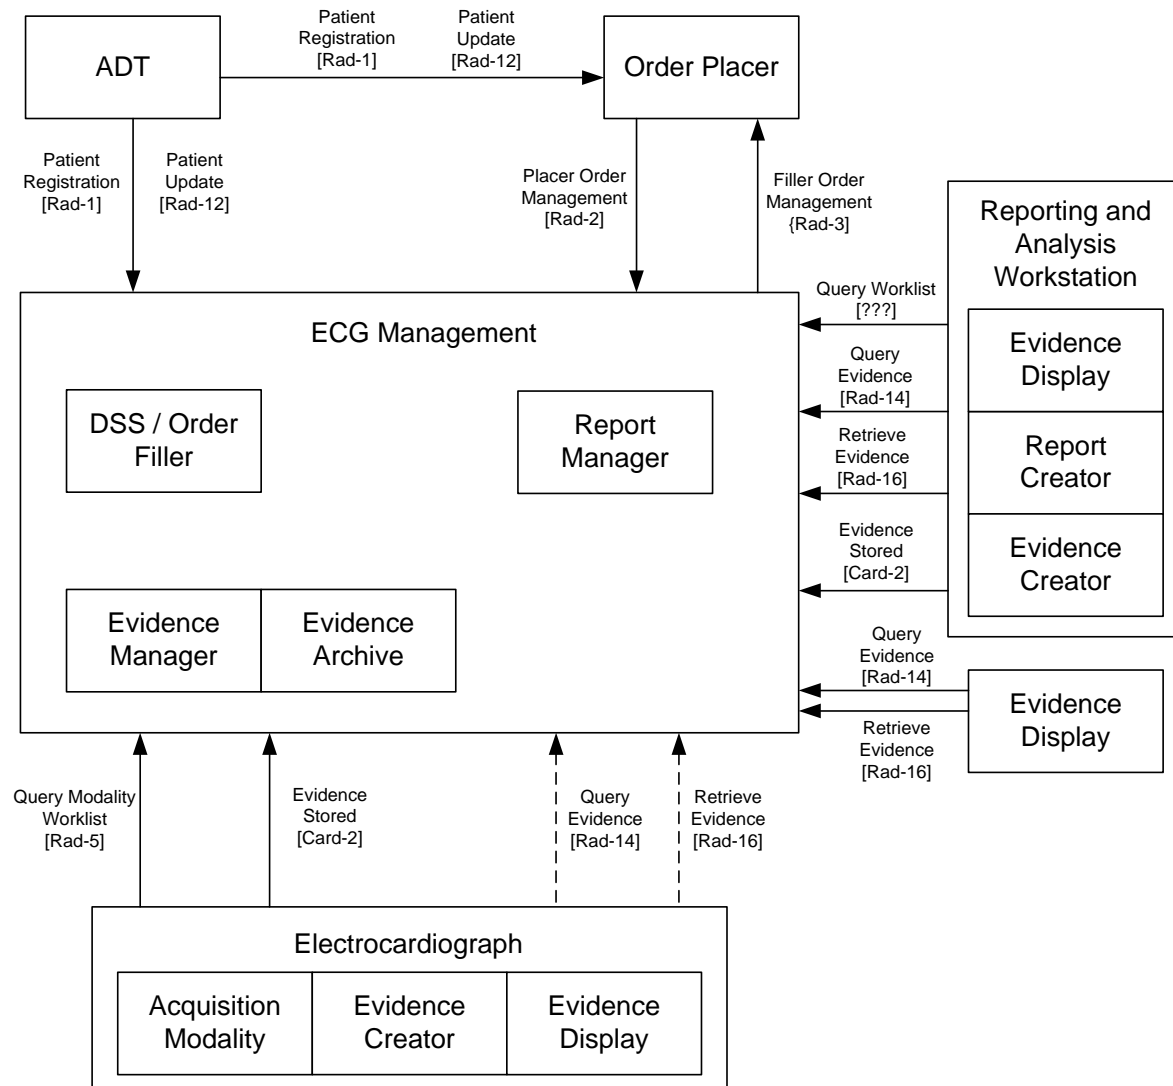 ADT
Patient
Registration
[Rad-1]
Patient
Update
[Rad-12]
Order Placer
Patient
Registration
[Rad-1]
Patient
Update
[Rad-12]
Placer Order
Management
[Rad-2]
Filler Order
Management
{Rad-3]
Reporting and
Analysis
Workstation
Evidence
Display
Report
Creator
Evidence
Creator
Query Worklist
[???]
Query
Evidence
[Rad-14]
Retrieve
Evidence
[Rad-16]
Evidence
Stored
[Card-2]
ECG Management
DSS / Order
Filler
Report
Manager
Evidence
Manager
Evidence
Archive
Query
Evidence
[Rad-14]
Retrieve
Evidence
[Rad-16]
Evidence
Display
Query Modality
Worklist
[Rad-5]
Evidence
Stored
[Card-2]
Query
Evidence
[Rad-14]
Retrieve
Evidence
[Rad-16]
Electrocardiograph
Acquisition
Modality
Evidence
Creator
Evidence
Display